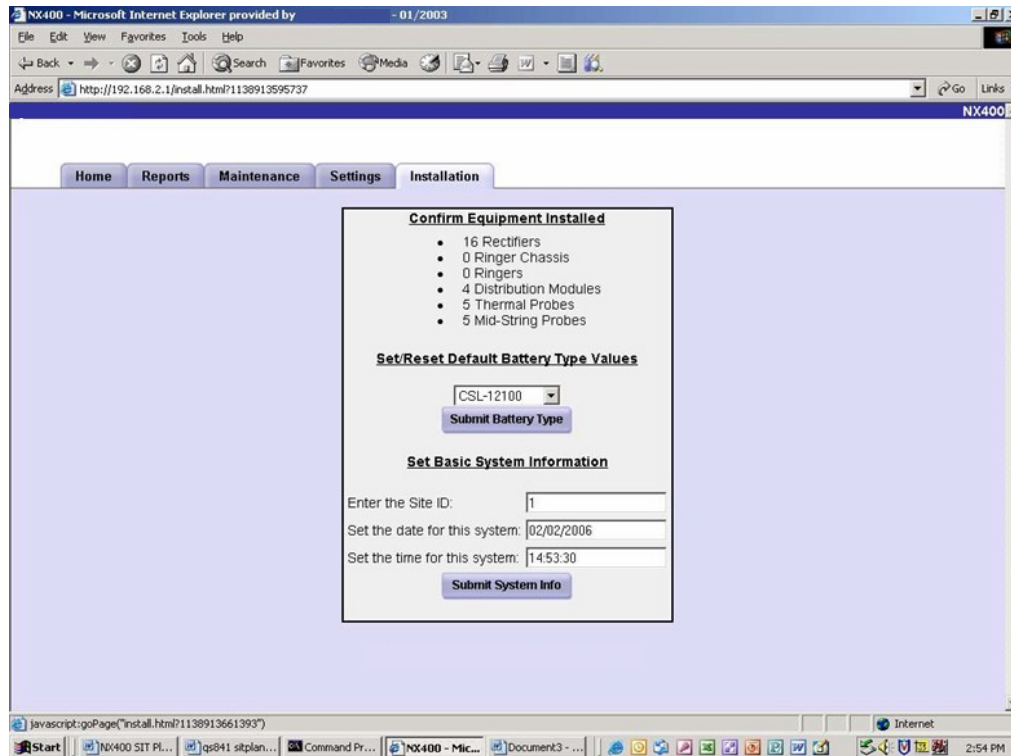 NX400 - Microsoft Internet Explorer provided by - 01/2003
File Edit View Favorites Tools Help
Back Search Favorites Media
Address http://192.168.2.1/install.html?1138913595737 Go Links
NX400
Home Reports Maintenance Settings Installation
Confirm Equipment Installed
16 Rectifiers
0 Ringer Chassis
0 Ringers
4 Distribution Modules
5 Thermal Probes
5 Mid-String Probes
Set/Reset Default Battery Type Values
CSL-12100
Submit Battery Type
Set Basic System Information
Enter the Site ID: 1
Set the date for this system: 02/02/2006
Set the time for this system: 14:53:30
Submit System Info
javascript:goPage("install.html?1138913661393") Internet
Start NX400 SIT Pl... qs841 sitplan... Command Pr... NX400 - Mic... Document3 - ... 2:54 PM